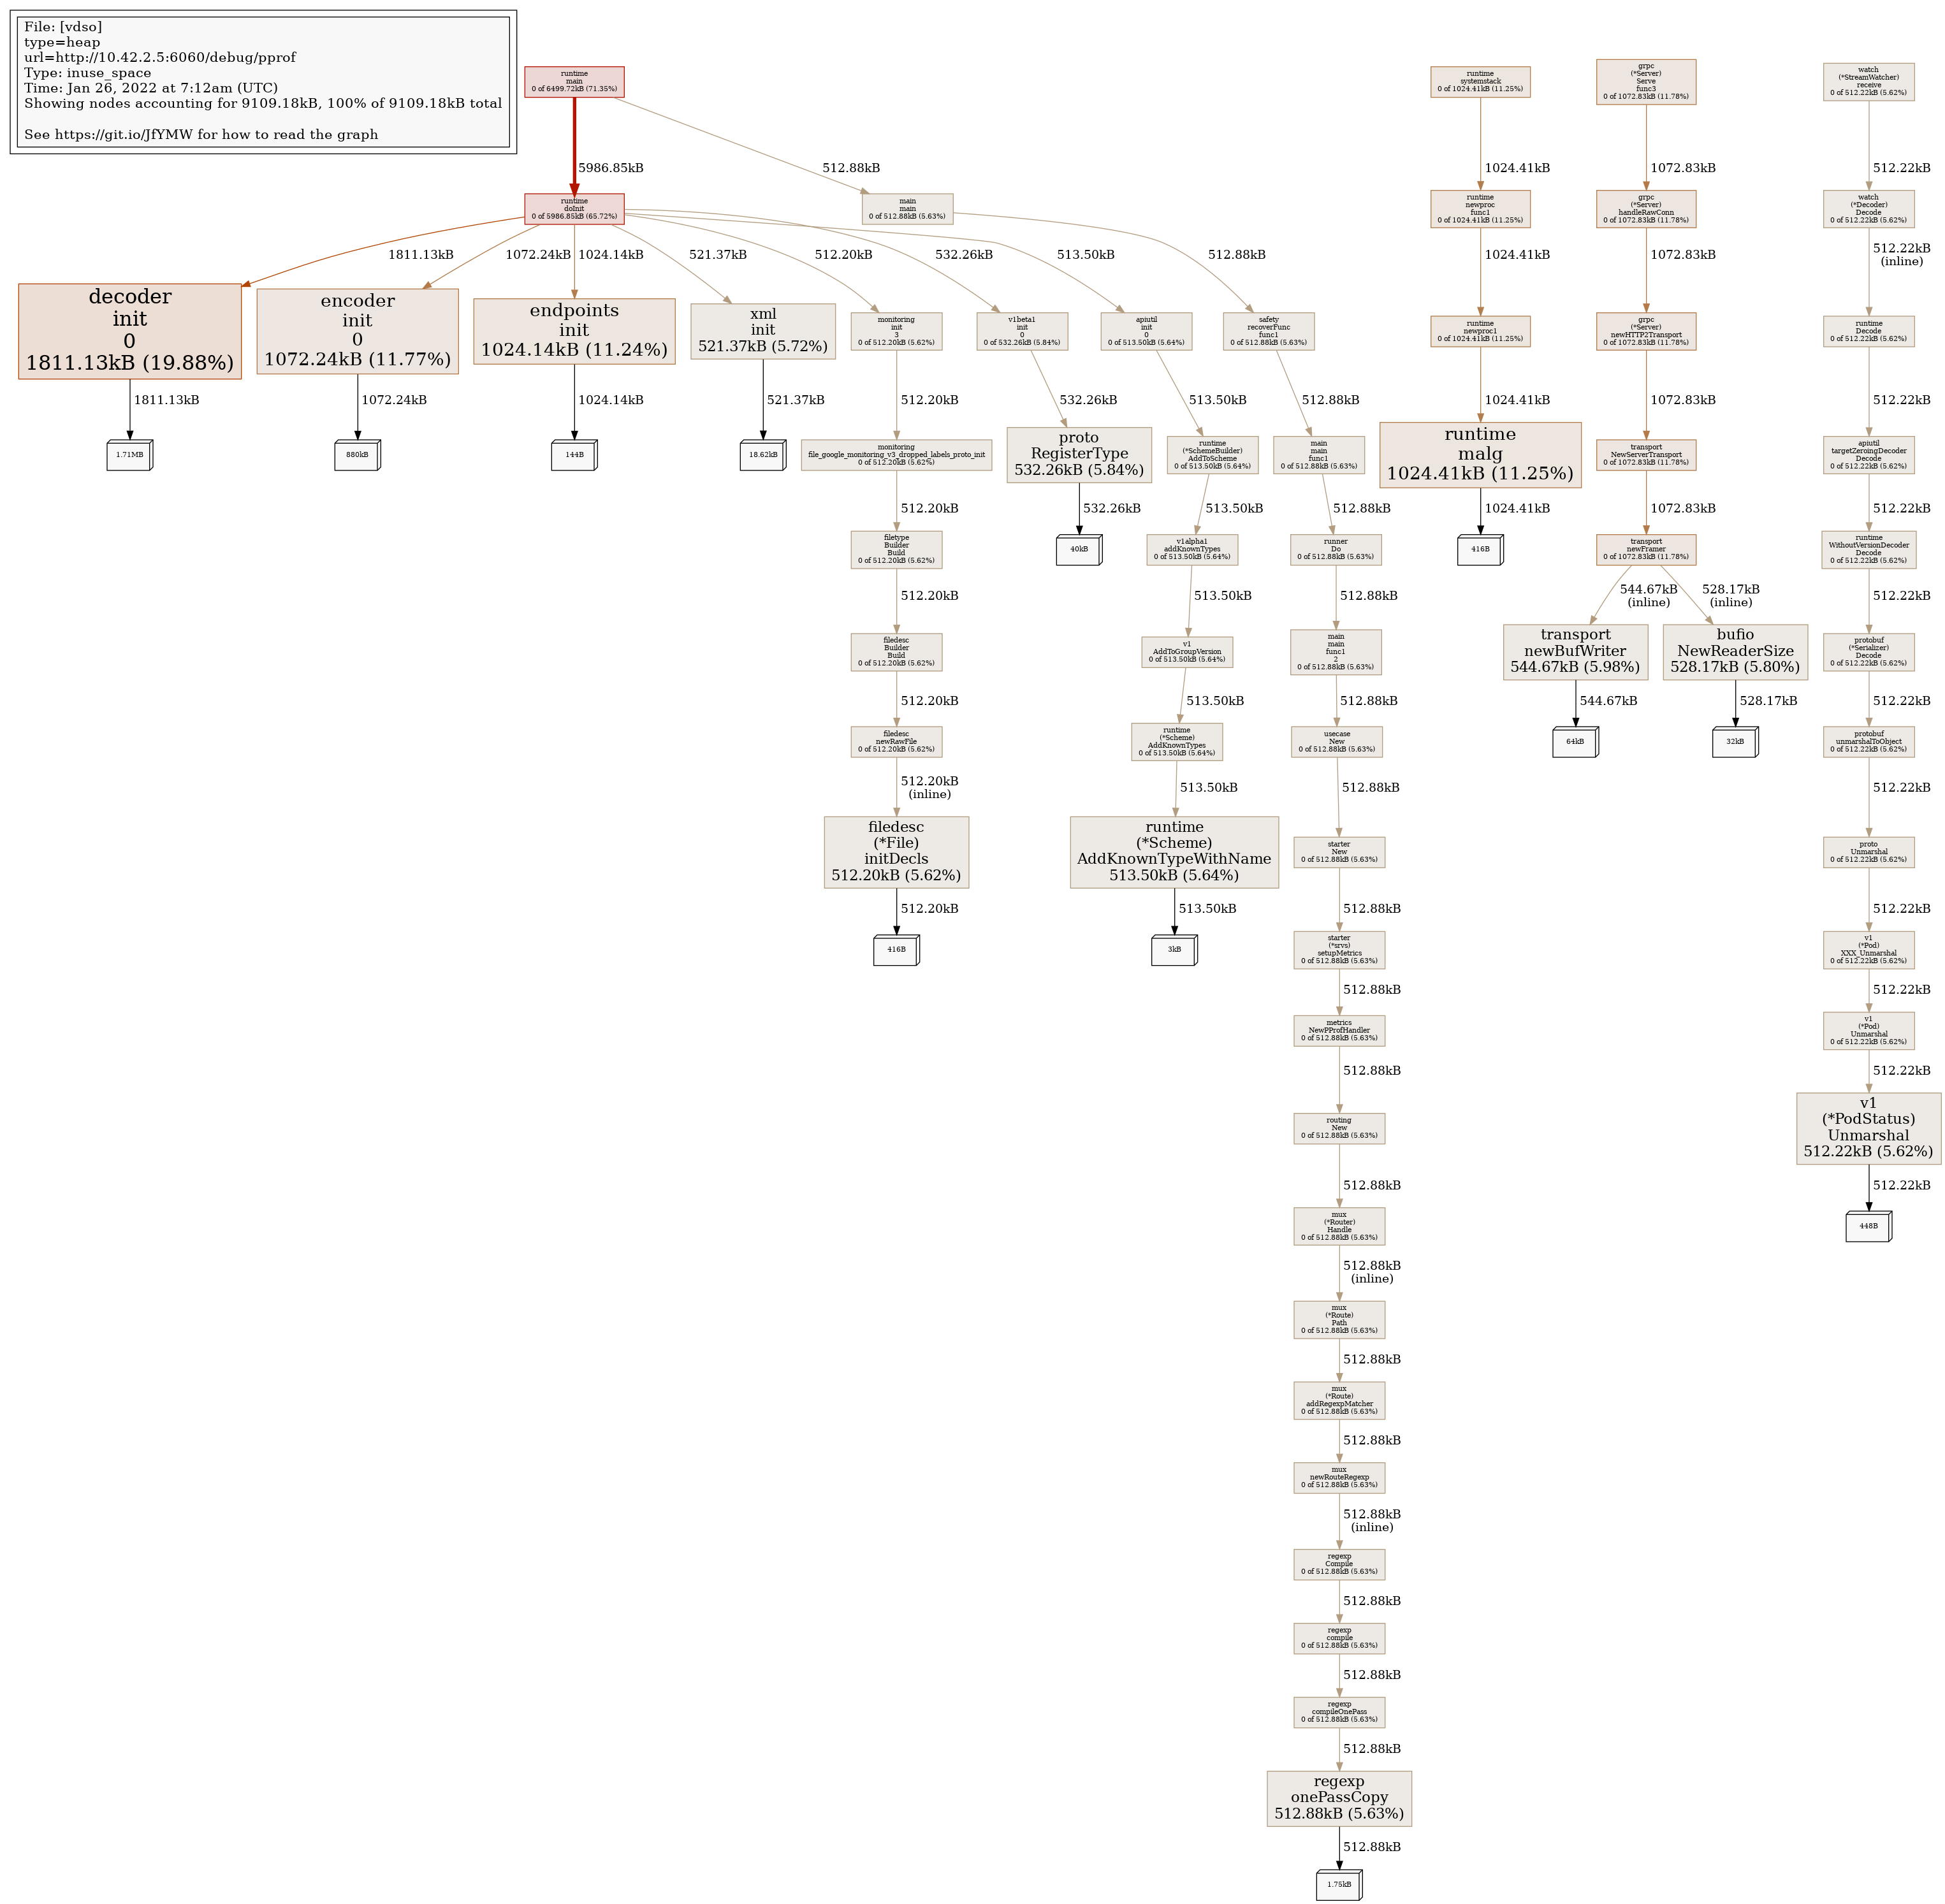 File: [vdso]
type=heap
url=http://10.42.2.5:6060/debug/pprof
Type: inuse_space
Time: Jan 26, 2022 at 7:12am (UTC)
Showing nodes accounting for 9109.18kB, 100% of 9109.18kB total
See https://git.io/JfYMW for how to read the graph
runtime
main
0 of 6499.72kB (71.35%)
5986.85kB
512.88kB
runtime
doInit
0 of 5986.85kB (65.72%)
main
main
0 of 512.88kB (5.63%)
1811.13kB
1072.24kB
1024.14kB
521.37kB
512.20kB
532.26kB
513.50kB
512.88kB
decoder
init
0
1811.13kB (19.88%)
1811.13kB
1.71MB
encoder
init
0
1072.24kB (11.77%)
1072.24kB
880kB
endpoints
init
1024.14kB (11.24%)
1024.14kB
144B
xml
init
521.37kB (5.72%)
521.37kB
18.62kB
monitoring
init
3
0 of 512.20kB (5.62%)
512.20kB
monitoring
file_google_monitoring_v3_dropped_labels_proto_init
0 of 512.20kB (5.62%)
512.20kB
filetype
Builder
Build
0 of 512.20kB (5.62%)
512.20kB
filedesc
Builder
Build
0 of 512.20kB (5.62%)
512.20kB
filedesc
newRawFile
0 of 512.20kB (5.62%)
512.20kB
(inline)
filedesc
(*File)
initDecls
512.20kB (5.62%)
512.20kB
416B
v1beta1
init
0
0 of 532.26kB (5.84%)
532.26kB
proto
RegisterType
532.26kB (5.84%)
532.26kB
40kB
apiutil
init
0
0 of 513.50kB (5.64%)
513.50kB
runtime
(*SchemeBuilder)
AddToScheme
0 of 513.50kB (5.64%)
513.50kB
v1alpha1
addKnownTypes
0 of 513.50kB (5.64%)
513.50kB
v1
AddToGroupVersion
0 of 513.50kB (5.64%)
513.50kB
runtime
(*Scheme)
AddKnownTypes
0 of 513.50kB (5.64%)
513.50kB
runtime
(*Scheme)
AddKnownTypeWithName
513.50kB (5.64%)
513.50kB
3kB
safety
recoverFunc
func1
0 of 512.88kB (5.63%)
512.88kB
main
main
func1
0 of 512.88kB (5.63%)
512.88kB
runner
Do
0 of 512.88kB (5.63%)
512.88kB
main
main
func1
2
0 of 512.88kB (5.63%)
512.88kB
usecase
New
0 of 512.88kB (5.63%)
512.88kB
starter
New
0 of 512.88kB (5.63%)
512.88kB
starter
(*srvs)
setupMetrics
0 of 512.88kB (5.63%)
512.88kB
metrics
NewPProfHandler
0 of 512.88kB (5.63%)
512.88kB
routing
New
0 of 512.88kB (5.63%)
512.88kB
mux
(*Router)
Handle
0 of 512.88kB (5.63%)
512.88kB
(inline)
mux
(*Route)
Path
0 of 512.88kB (5.63%)
512.88kB
mux
(*Route)
addRegexpMatcher
0 of 512.88kB (5.63%)
512.88kB
mux
newRouteRegexp
0 of 512.88kB (5.63%)
512.88kB
(inline)
regexp
Compile
0 of 512.88kB (5.63%)
512.88kB
regexp
compile
0 of 512.88kB (5.63%)
512.88kB
regexp
compileOnePass
0 of 512.88kB (5.63%)
512.88kB
regexp
onePassCopy
512.88kB (5.63%)
512.88kB
1.75kB
runtime
systemstack
0 of 1024.41kB (11.25%)
1024.41kB
runtime
newproc
func1
0 of 1024.41kB (11.25%)
1024.41kB
runtime
newproc1
0 of 1024.41kB (11.25%)
1024.41kB
runtime
malg
1024.41kB (11.25%)
1024.41kB
416B
grpc
(*Server)
Serve
func3
0 of 1072.83kB (11.78%)
1072.83kB
grpc
(*Server)
handleRawConn
0 of 1072.83kB (11.78%)
1072.83kB
grpc
(*Server)
newHTTP2Transport
0 of 1072.83kB (11.78%)
1072.83kB
transport
NewServerTransport
0 of 1072.83kB (11.78%)
1072.83kB
transport
newFramer
0 of 1072.83kB (11.78%)
544.67kB
(inline)
528.17kB
(inline)
transport
newBufWriter
544.67kB (5.98%)
544.67kB
64kB
bufio
NewReaderSize
528.17kB (5.80%)
528.17kB
32kB
watch
(*StreamWatcher)
receive
0 of 512.22kB (5.62%)
512.22kB
watch
(*Decoder)
Decode
0 of 512.22kB (5.62%)
512.22kB
(inline)
runtime
Decode
0 of 512.22kB (5.62%)
512.22kB
apiutil
targetZeroingDecoder
Decode
0 of 512.22kB (5.62%)
512.22kB
runtime
WithoutVersionDecoder
Decode
0 of 512.22kB (5.62%)
512.22kB
protobuf
(*Serializer)
Decode
0 of 512.22kB (5.62%)
512.22kB
protobuf
unmarshalToObject
0 of 512.22kB (5.62%)
512.22kB
proto
Unmarshal
0 of 512.22kB (5.62%)
512.22kB
v1
(*Pod)
XXX_Unmarshal
0 of 512.22kB (5.62%)
512.22kB
v1
(*Pod)
Unmarshal
0 of 512.22kB (5.62%)
512.22kB
v1
(*PodStatus)
Unmarshal
512.22kB (5.62%)
512.22kB
448B